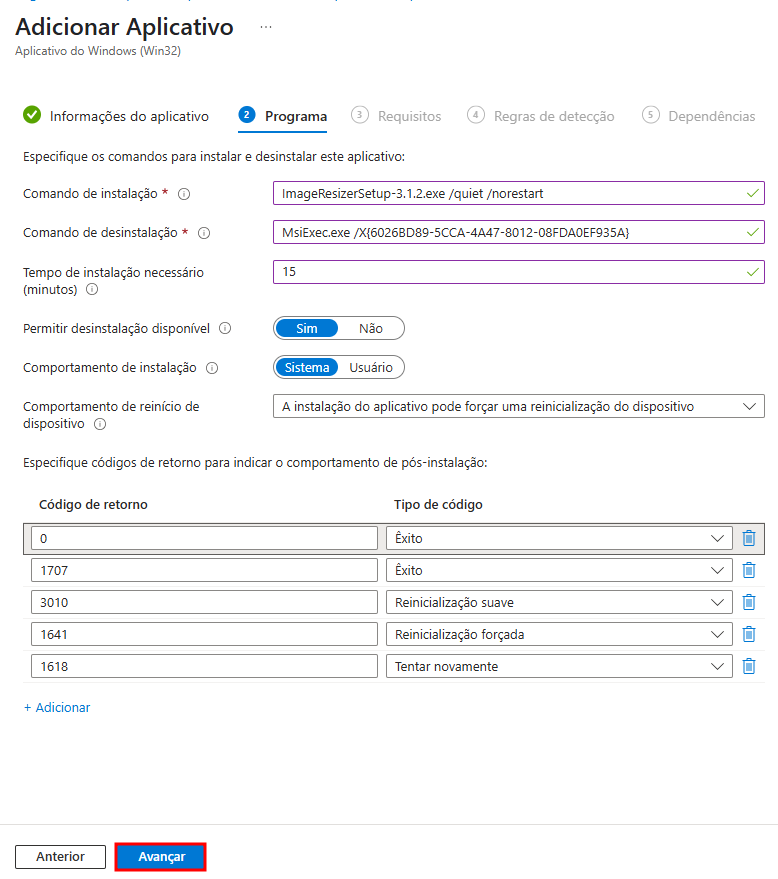 Adicionar Aplicativo ...
Aplicativo do Windows (Win32)
Informações do aplicativo 2 Programa 3 Requisitos 4 Regras de detecção 5 Dependências
Especifique os comandos para instalar e desinstalar este aplicativo:
Comando de instalação * ImageResizerSetup-3.1.2.exe /quiet /norestart
Comando de desinstalação * MsiExec.exe /X{6026BD89-5CCA-4A47-8012-08FDA0EF935A}
Tempo de instalação necessário
(minutos) 15
Permitir desinstalação disponível Sim Não
Comportamento de instalação Sistema Usuário
Comportamento de reinício de
dispositivo A instalação do aplicativo pode forçar uma reinicialização do dispositivo
Especifique códigos de retorno para indicar o comportamento de pós-instalação:
Código de retorno Tipo de código
0 Êxito
1707 Êxito
3010 Reinicialização suave
1641 Reinicialização forçada
1618 Tentar novamente
+ Adicionar
Anterior Avançar